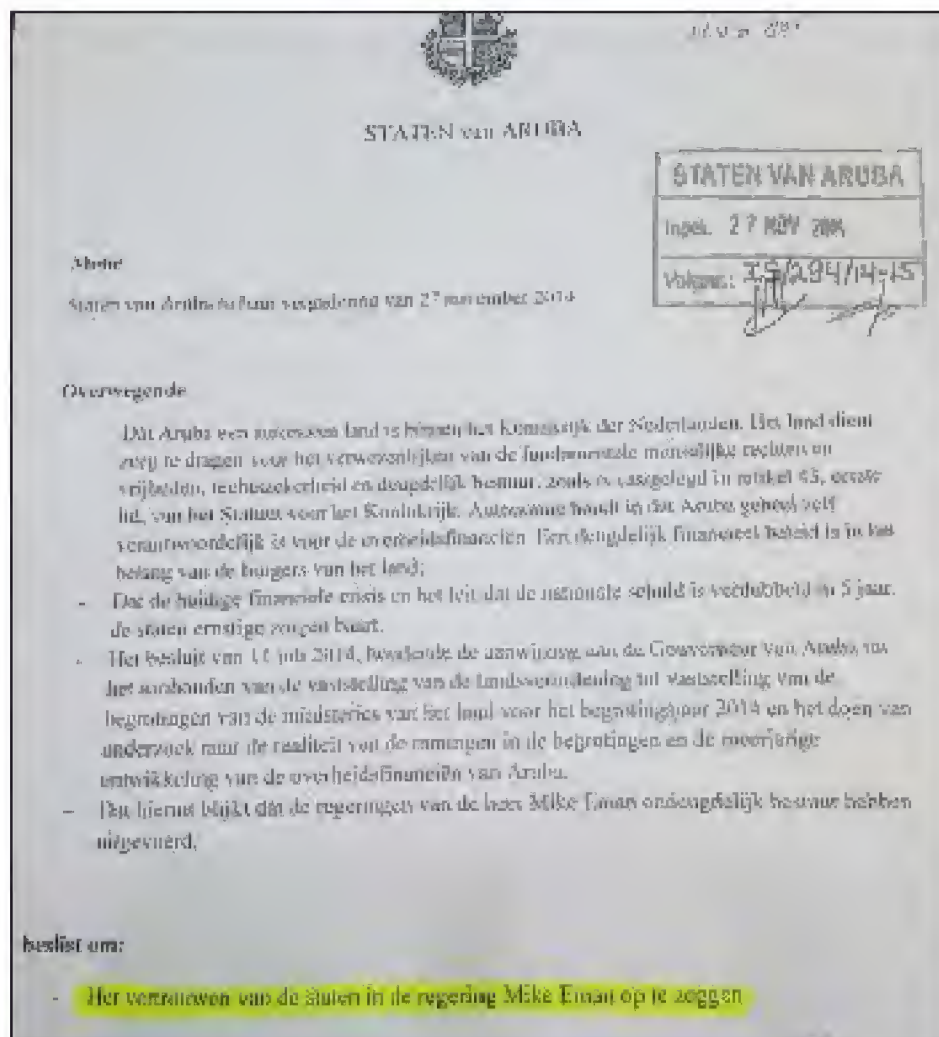 STATEN van ARUBA
STATEN VAN ARUBA
Ingek. 27 NOV 2014
Volgnr.: IS/294/14-15
Motie
Staten van Aruba in haar vergadering van 27 november 2014
Overwegende
Dat Aruba een autonoom land is binnen het Koninkrijk der Nederlanden. Het land dient
zorg te dragen voor het verwezenlijken van de fundamentele menselijke rechten en
vrijheden, rechtszekerheid en deugdelijk bestuur, zoals is vastgelegd in artikel 43, eerste
lid, van het Statuut voor het Koninkrijk. Autonomie houdt in dat Aruba geheel zelf
verantwoordelijk is voor de overheidsfinanciën. Een deugdelijk financieel beleid is in het
belang van de burgers van het land;
- Dat de huidige financiele crisis en het feit dat de nationale schuld is verdubbeld in 5 jaar,
de staten ernstige zorgen baart.
- Het besluit van 11 juli 2014, houdende de aanwijzing aan de Gouverneur van Aruba tot
het aanhouden van de vaststelling van de landsverordening tot vaststelling van de
begrotingen van de ministeries van het land voor het begrotingsjaar 2014 en het doen van
onderzoek naar de realiteit van de ramingen in de begrotingen en de meerjarige
ontwikkeling van de overheidsfinanciën van Aruba.
- Dat hieruit blijkt dat de regeringen van de heer Mike Eman ondeugdelijk bestuur hebben
uitgevoerd,
beslist om:
- Het vertrouwen van de staten in de regering Mike Eman op te zeggen